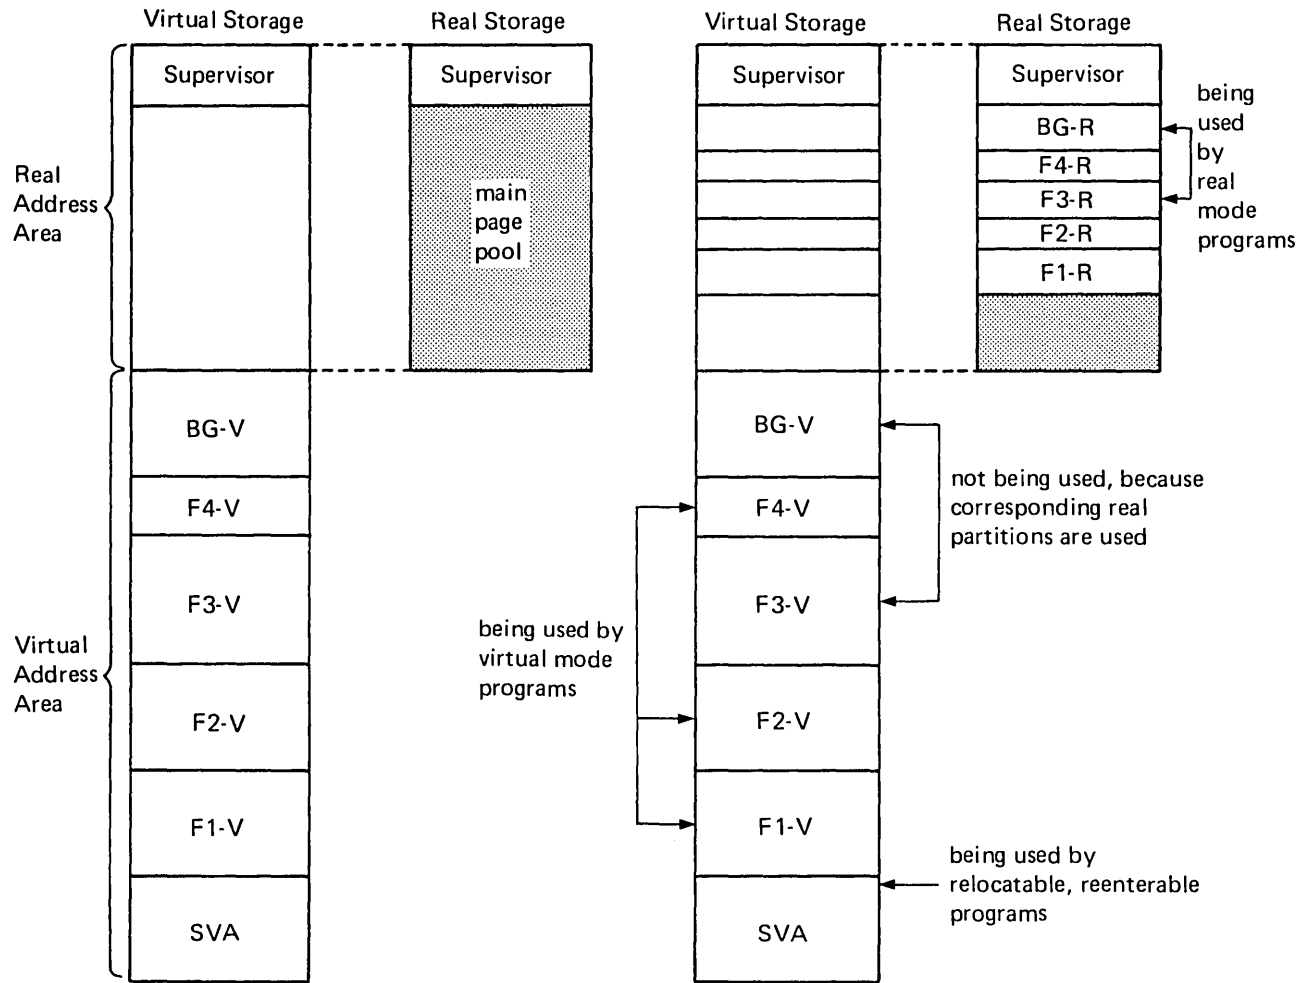 Virtual Storage
Real Storage
Supervisor
Supervisor
main
page
pool
Real
Address
Area
BG-V
F4-V
F3-V
F2-V
F1-V
SVA
Virtual
Address
Area
Virtual Storage
Real Storage
Supervisor
Supervisor
BG-R
F4-R
F3-R
F2-R
F1-R
being
used
by
real
mode
programs
BG-V
F4-V
F3-V
F2-V
F1-V
SVA
not being used, because
corresponding real
partitions are used
being used by
virtual mode
programs
being used by
relocatable, reenterable
programs